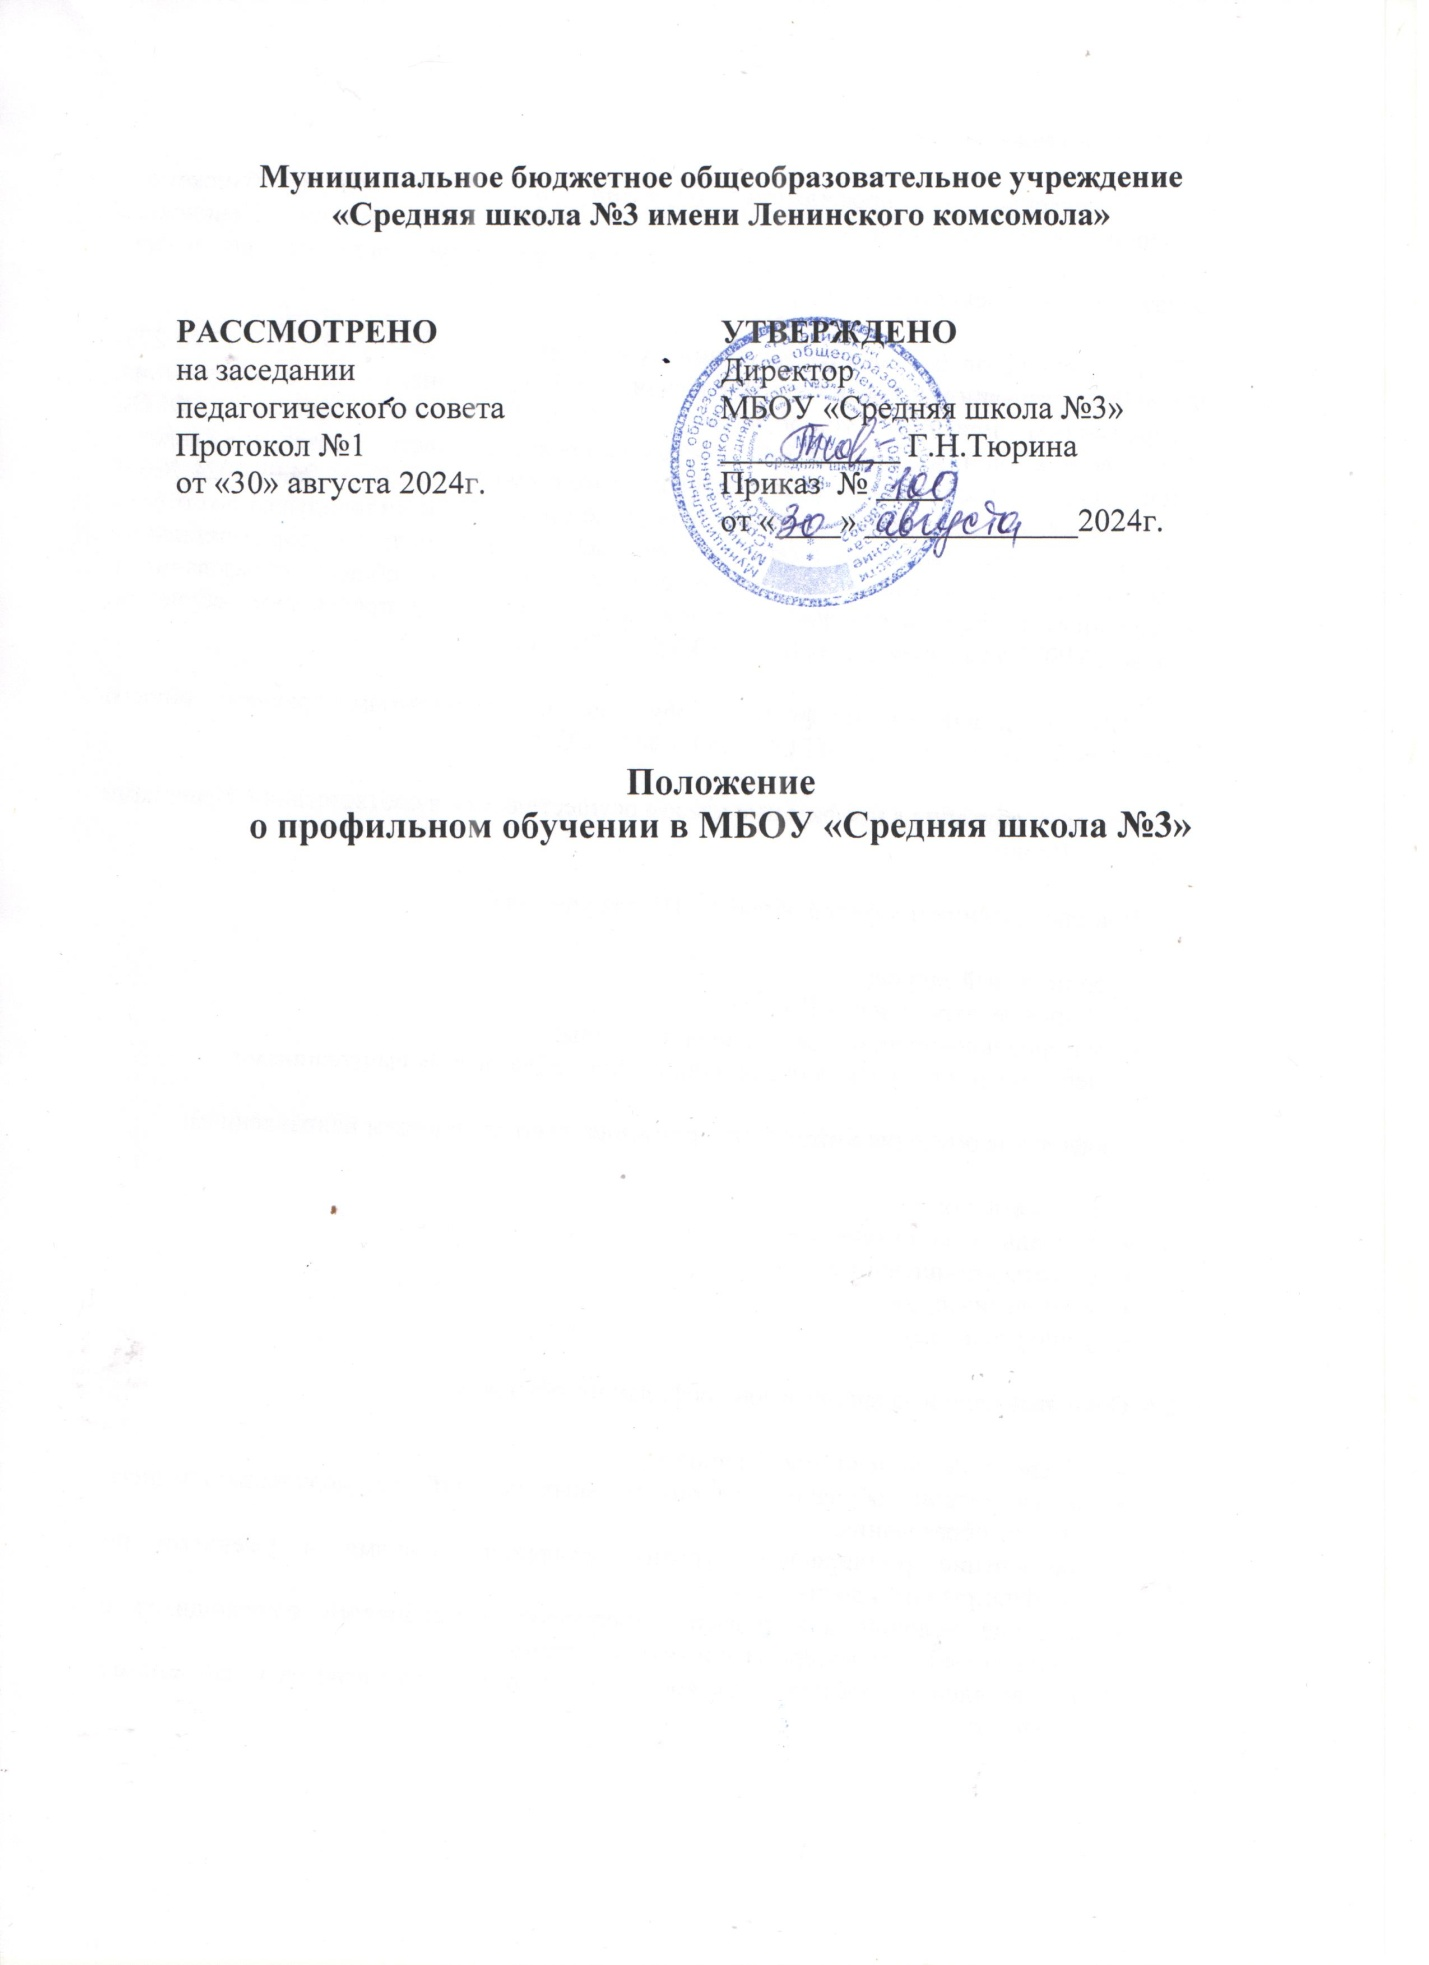 Муниципальное бюджетное общеобразовательное учреждение
«Средняя школа №3 имени Ленинского комсомола»
РАССМОТРЕНО
на заседании
педагогического совета
Протокол №1
от «30» августа 2024г.
УТВЕРЖДЕНО
Директор
МБОУ «Средняя школа №3»
Г.Н.Тюрина
Приказ № 100
от «30» августа 2024г.
Положение
о профильном обучении в МБОУ «Средняя школа №3»